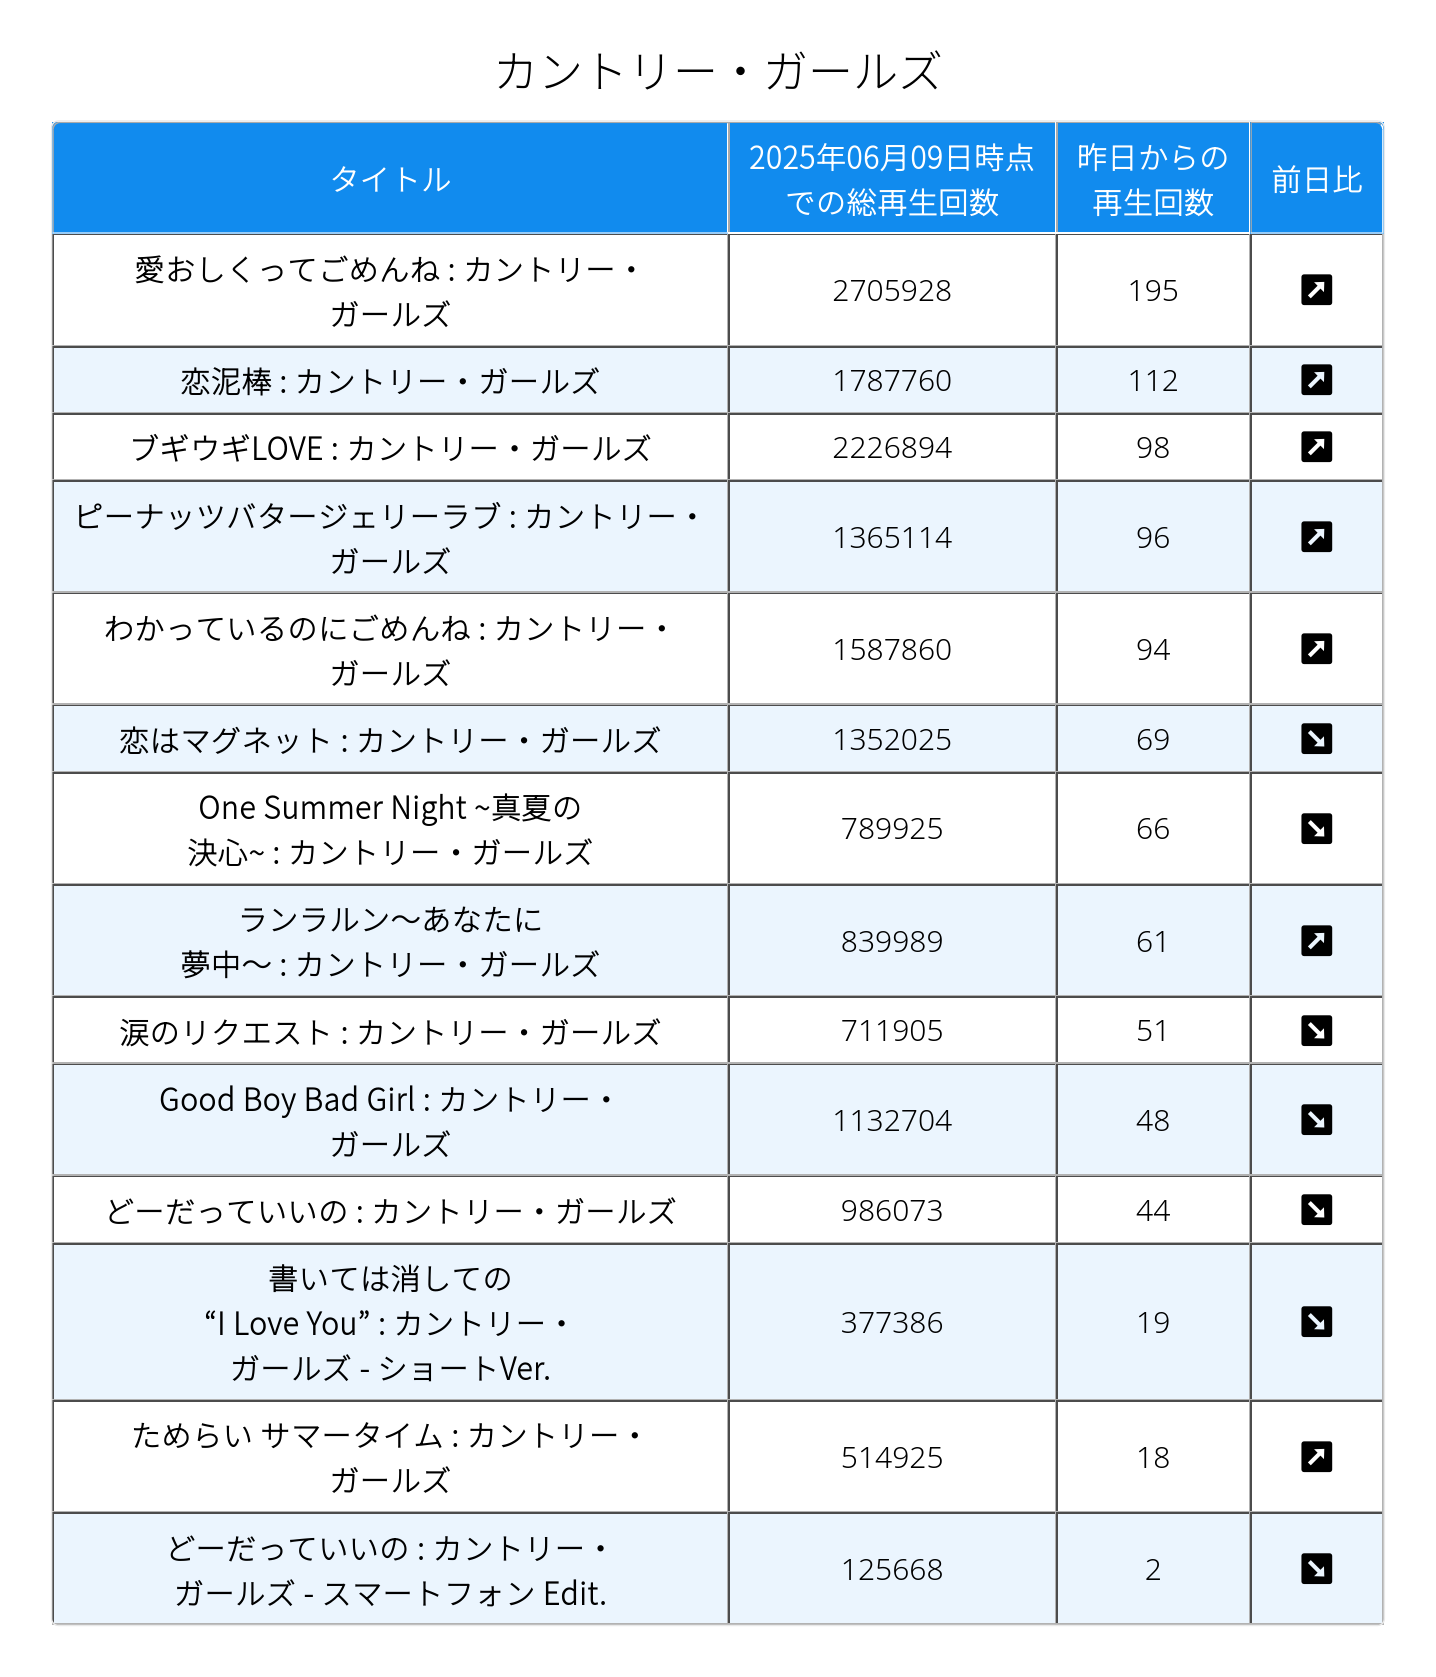 カントリー・ガールズ
タイトル
2025年06月09日時点
での総再生回数
昨日からの
再生回数
前日比
愛おしくってごめんね : カントリー・
ガールズ
2705928
195
恋泥棒 : カントリー・ガールズ
1787760
112
ブギウギLOVE : カントリー・ガールズ
2226894
98
ピーナッツバタージェリーラブ : カントリー・
ガールズ
1365114
96
わかっているのにごめんね : カントリー・
ガールズ
1587860
94
恋はマグネット : カントリー・ガールズ
1352025
69
One Summer Night ~真夏の
決心~ : カントリー・ガールズ
789925
66
ランラルン～あなたに
夢中～ : カントリー・ガールズ
839989
61
涙のリクエスト : カントリー・ガールズ
711905
51
Good Boy Bad Girl : カントリー・
ガールズ
1132704
48
どーだっていいの : カントリー・ガールズ
986073
44
書いては消しての
“I Love You” : カントリー・
ガールズ - ショートVer.
377386
19
ためらい サマータイム : カントリー・
ガールズ
514925
18
どーだっていいの : カントリー・
ガールズ - スマートフォン Edit.
125668
2